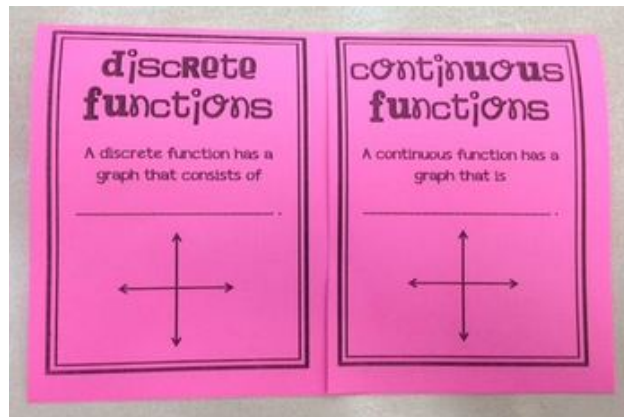 discRete
functions
A discrete function has a
graph that consists of
.
continuous
functions
A continuous function has a
graph that is
.